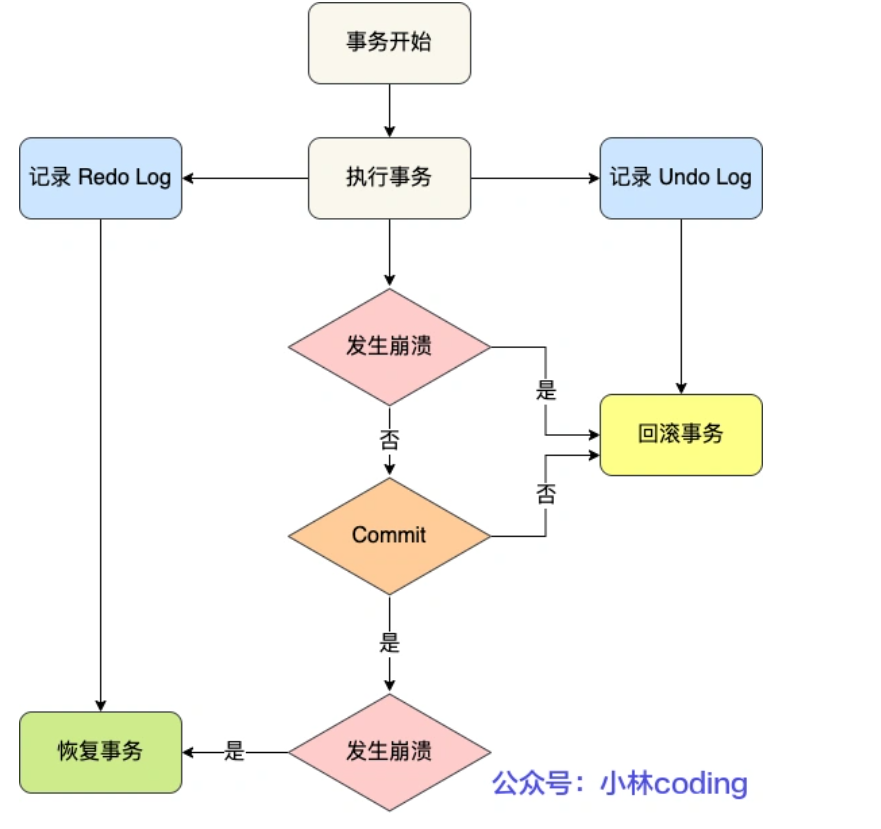 事务开始
记录 Redo Log
执行事务
记录 Undo Log
发生崩溃
是
回滚事务
否
否
Commit
是
恢复事务
是
发生崩溃
公众号：小林coding